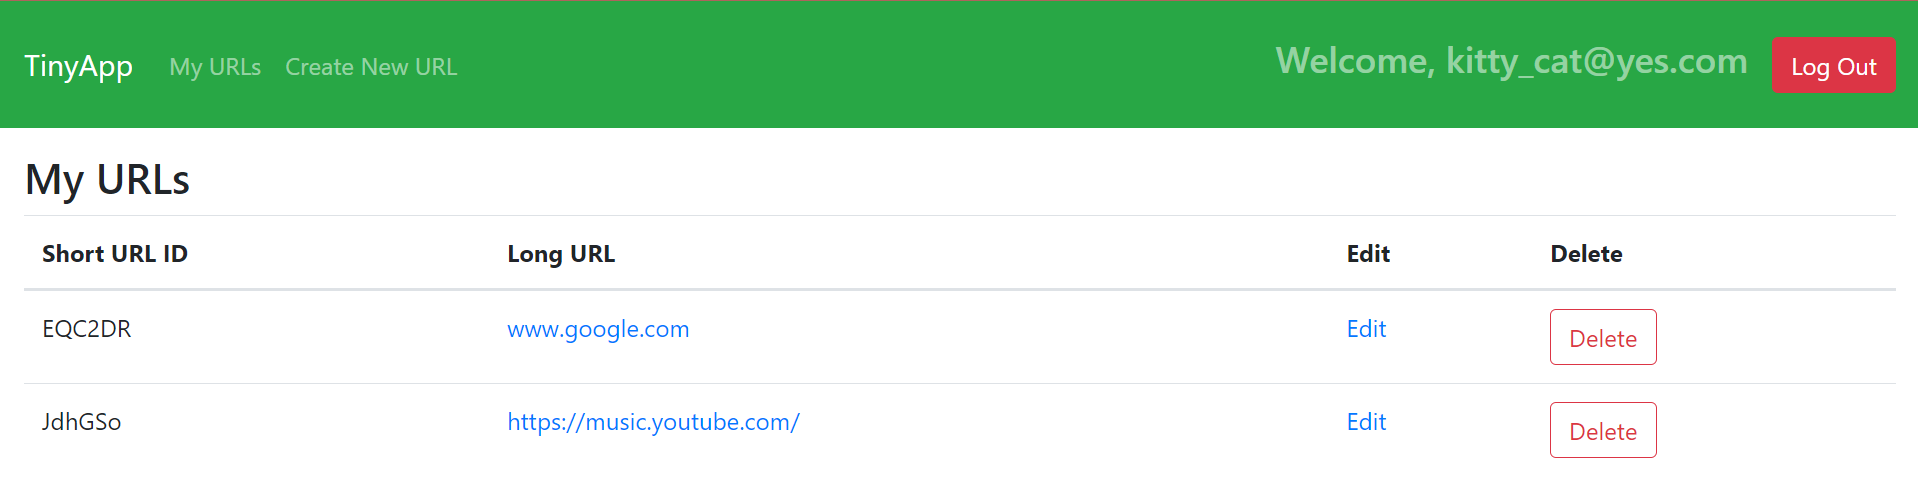 TinyApp My URLs Create New URL Welcome, kitty_cat@yes.com Log Out
My URLs
Short URL ID Long URL Edit Delete
EQC2DR www.google.com Edit Delete
JdhGSo https://music.youtube.com/ Edit Delete